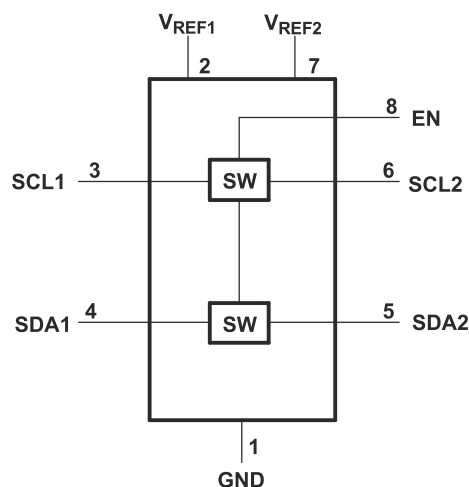 VREF1 VREF2
2 7
8 EN
SCL1 3 SW 6 SCL2
SDA1 4 SW 5 SDA2
1
GND